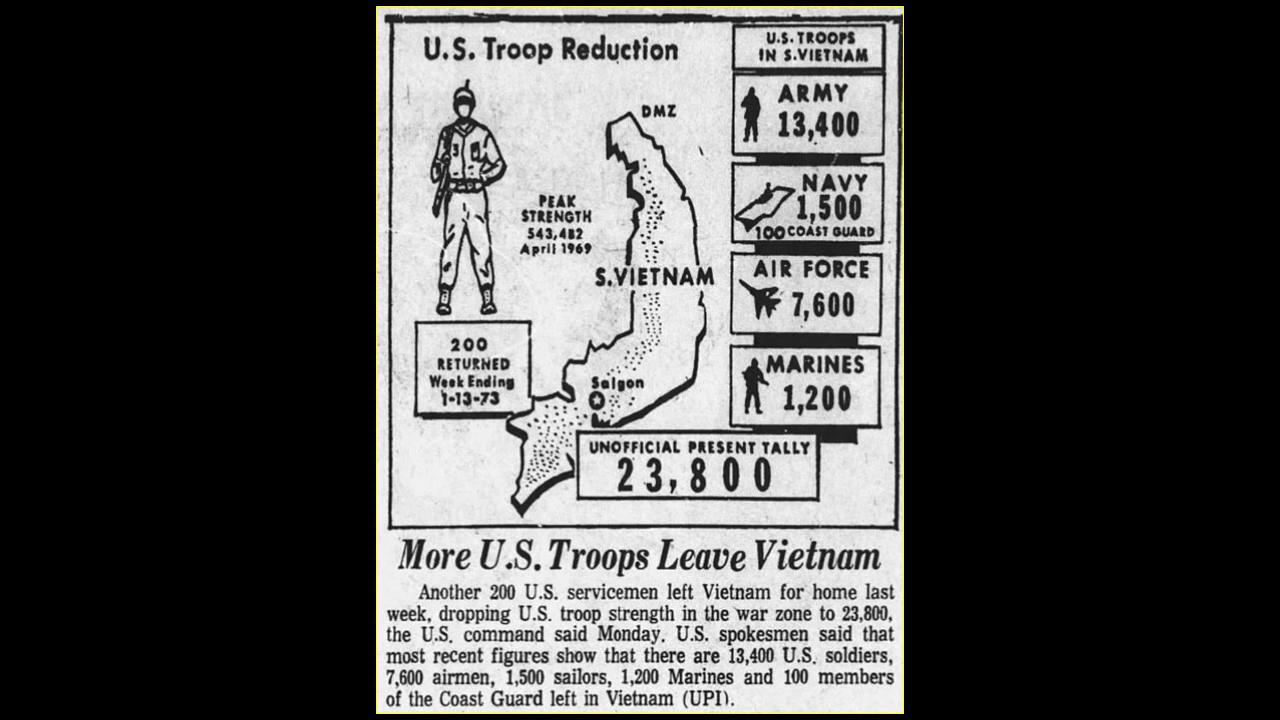 U.S. Troop Reduction
U.S. TROOPS
IN S.VIETNAM
ARMY
13,400
DMZ
NAVY
1,500
100 COAST GUARD
PEAK
STRENGTH
543,482
April 1969
AIR FORCE
7,600
S.VIETNAM
200
RETURNED
Week Ending
1-13-73
MARINES
1,200
Saigon
UNOFFICIAL PRESENT TALLY
23,800
More U.S. Troops Leave Vietnam
Another 200 U.S. servicemen left Vietnam for home last
week, dropping U.S. troop strength in the war zone to 23,800,
the U.S. command said Monday. U.S. spokesmen said that
most recent figures show that there are 13,400 U.S. soldiers,
7,600 airmen, 1,500 sailors, 1,200 Marines and 100 members
of the Coast Guard left in Vietnam (UPI).